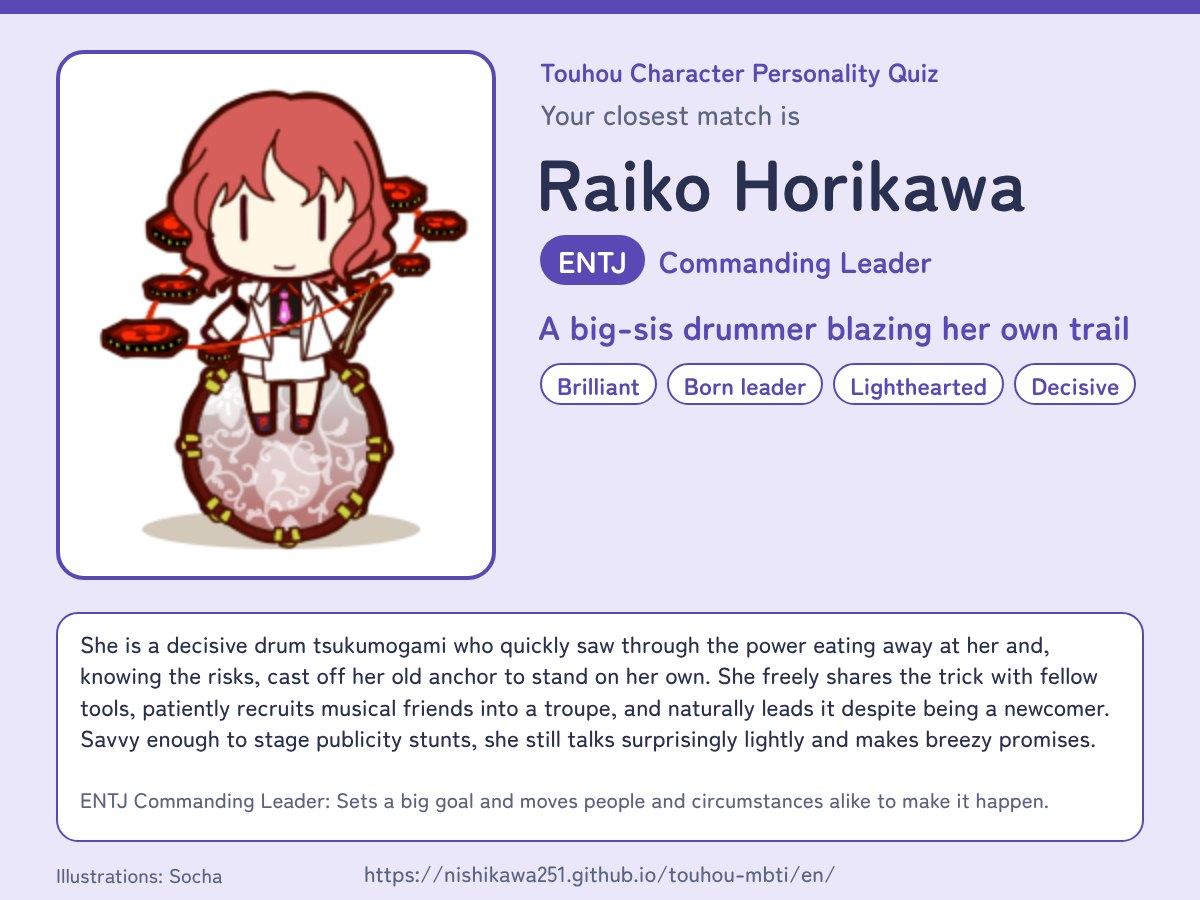 Touhou Character Personality Quiz
Your closest match is
Raiko Horikawa
ENTJ Commanding Leader
A big-sis drummer blazing her own trail
Brilliant Born leader Lighthearted Decisive
She is a decisive drum tsukumogami who quickly saw through the power eating away at her and,
knowing the risks, cast off her old anchor to stand on her own. She freely shares the trick with fellow
tools, patiently recruits musical friends into a troupe, and naturally leads it despite being a newcomer.
Savvy enough to stage publicity stunts, she still talks surprisingly lightly and makes breezy promises.
ENTJ Commanding Leader: Sets a big goal and moves people and circumstances alike to make it happen.
Illustrations: Socha https://nishikawa251.github.io/touhou-mbti/en/